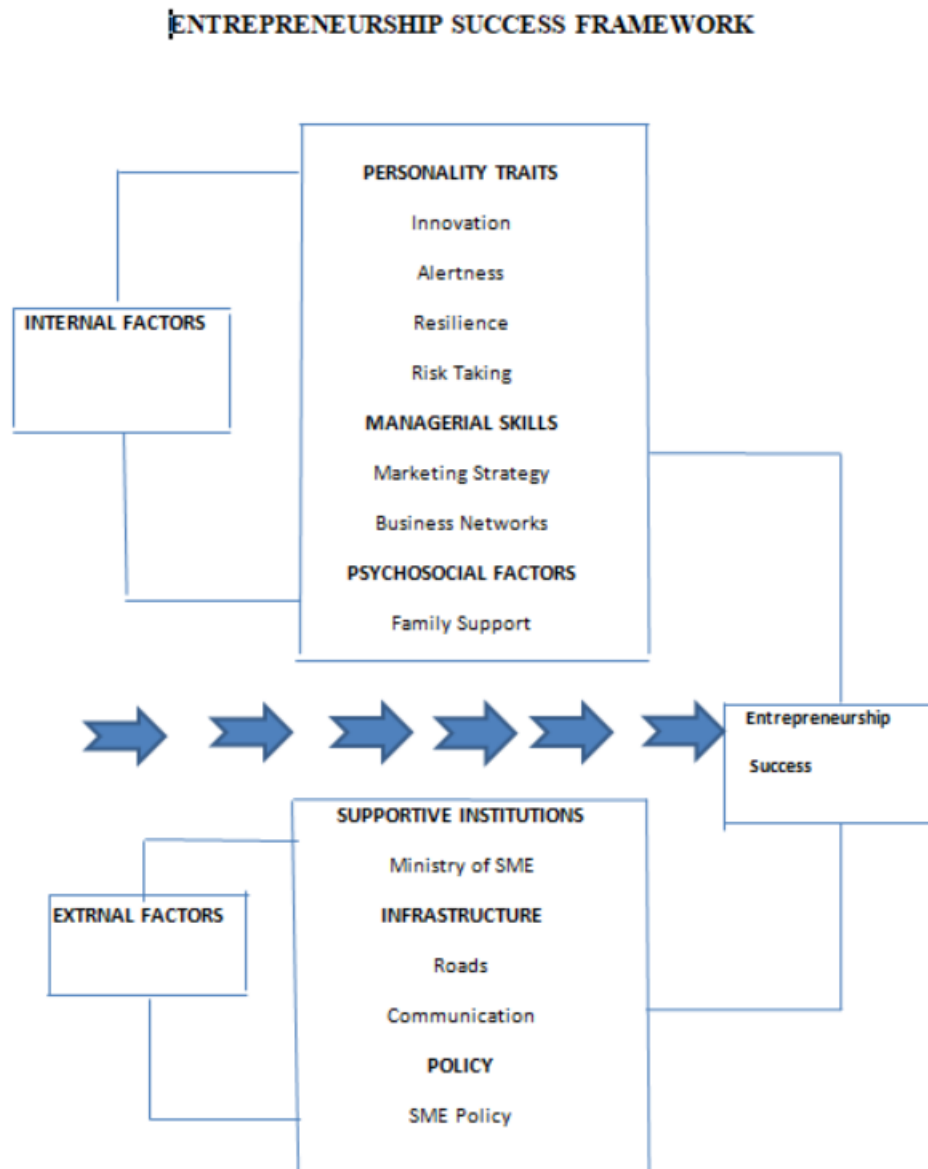 ENTREPRENEURSHIP SUCCESS FRAMEWORK
PERSONALITY TRAITS
Innovation
Alertness
INTERNAL FACTORS
Resilience
Risk Taking
MANAGERIAL SKILLS
Marketing Strategy
Business Networks
PSYCHOSOCIAL FACTORS
Family Support
Entrepreneurship
Success
SUPPORTIVE INSTITUTIONS
Ministry of SME
EXTRNAL FACTORS
INFRASTRUCTURE
Roads
Communication
POLICY
SME Policy